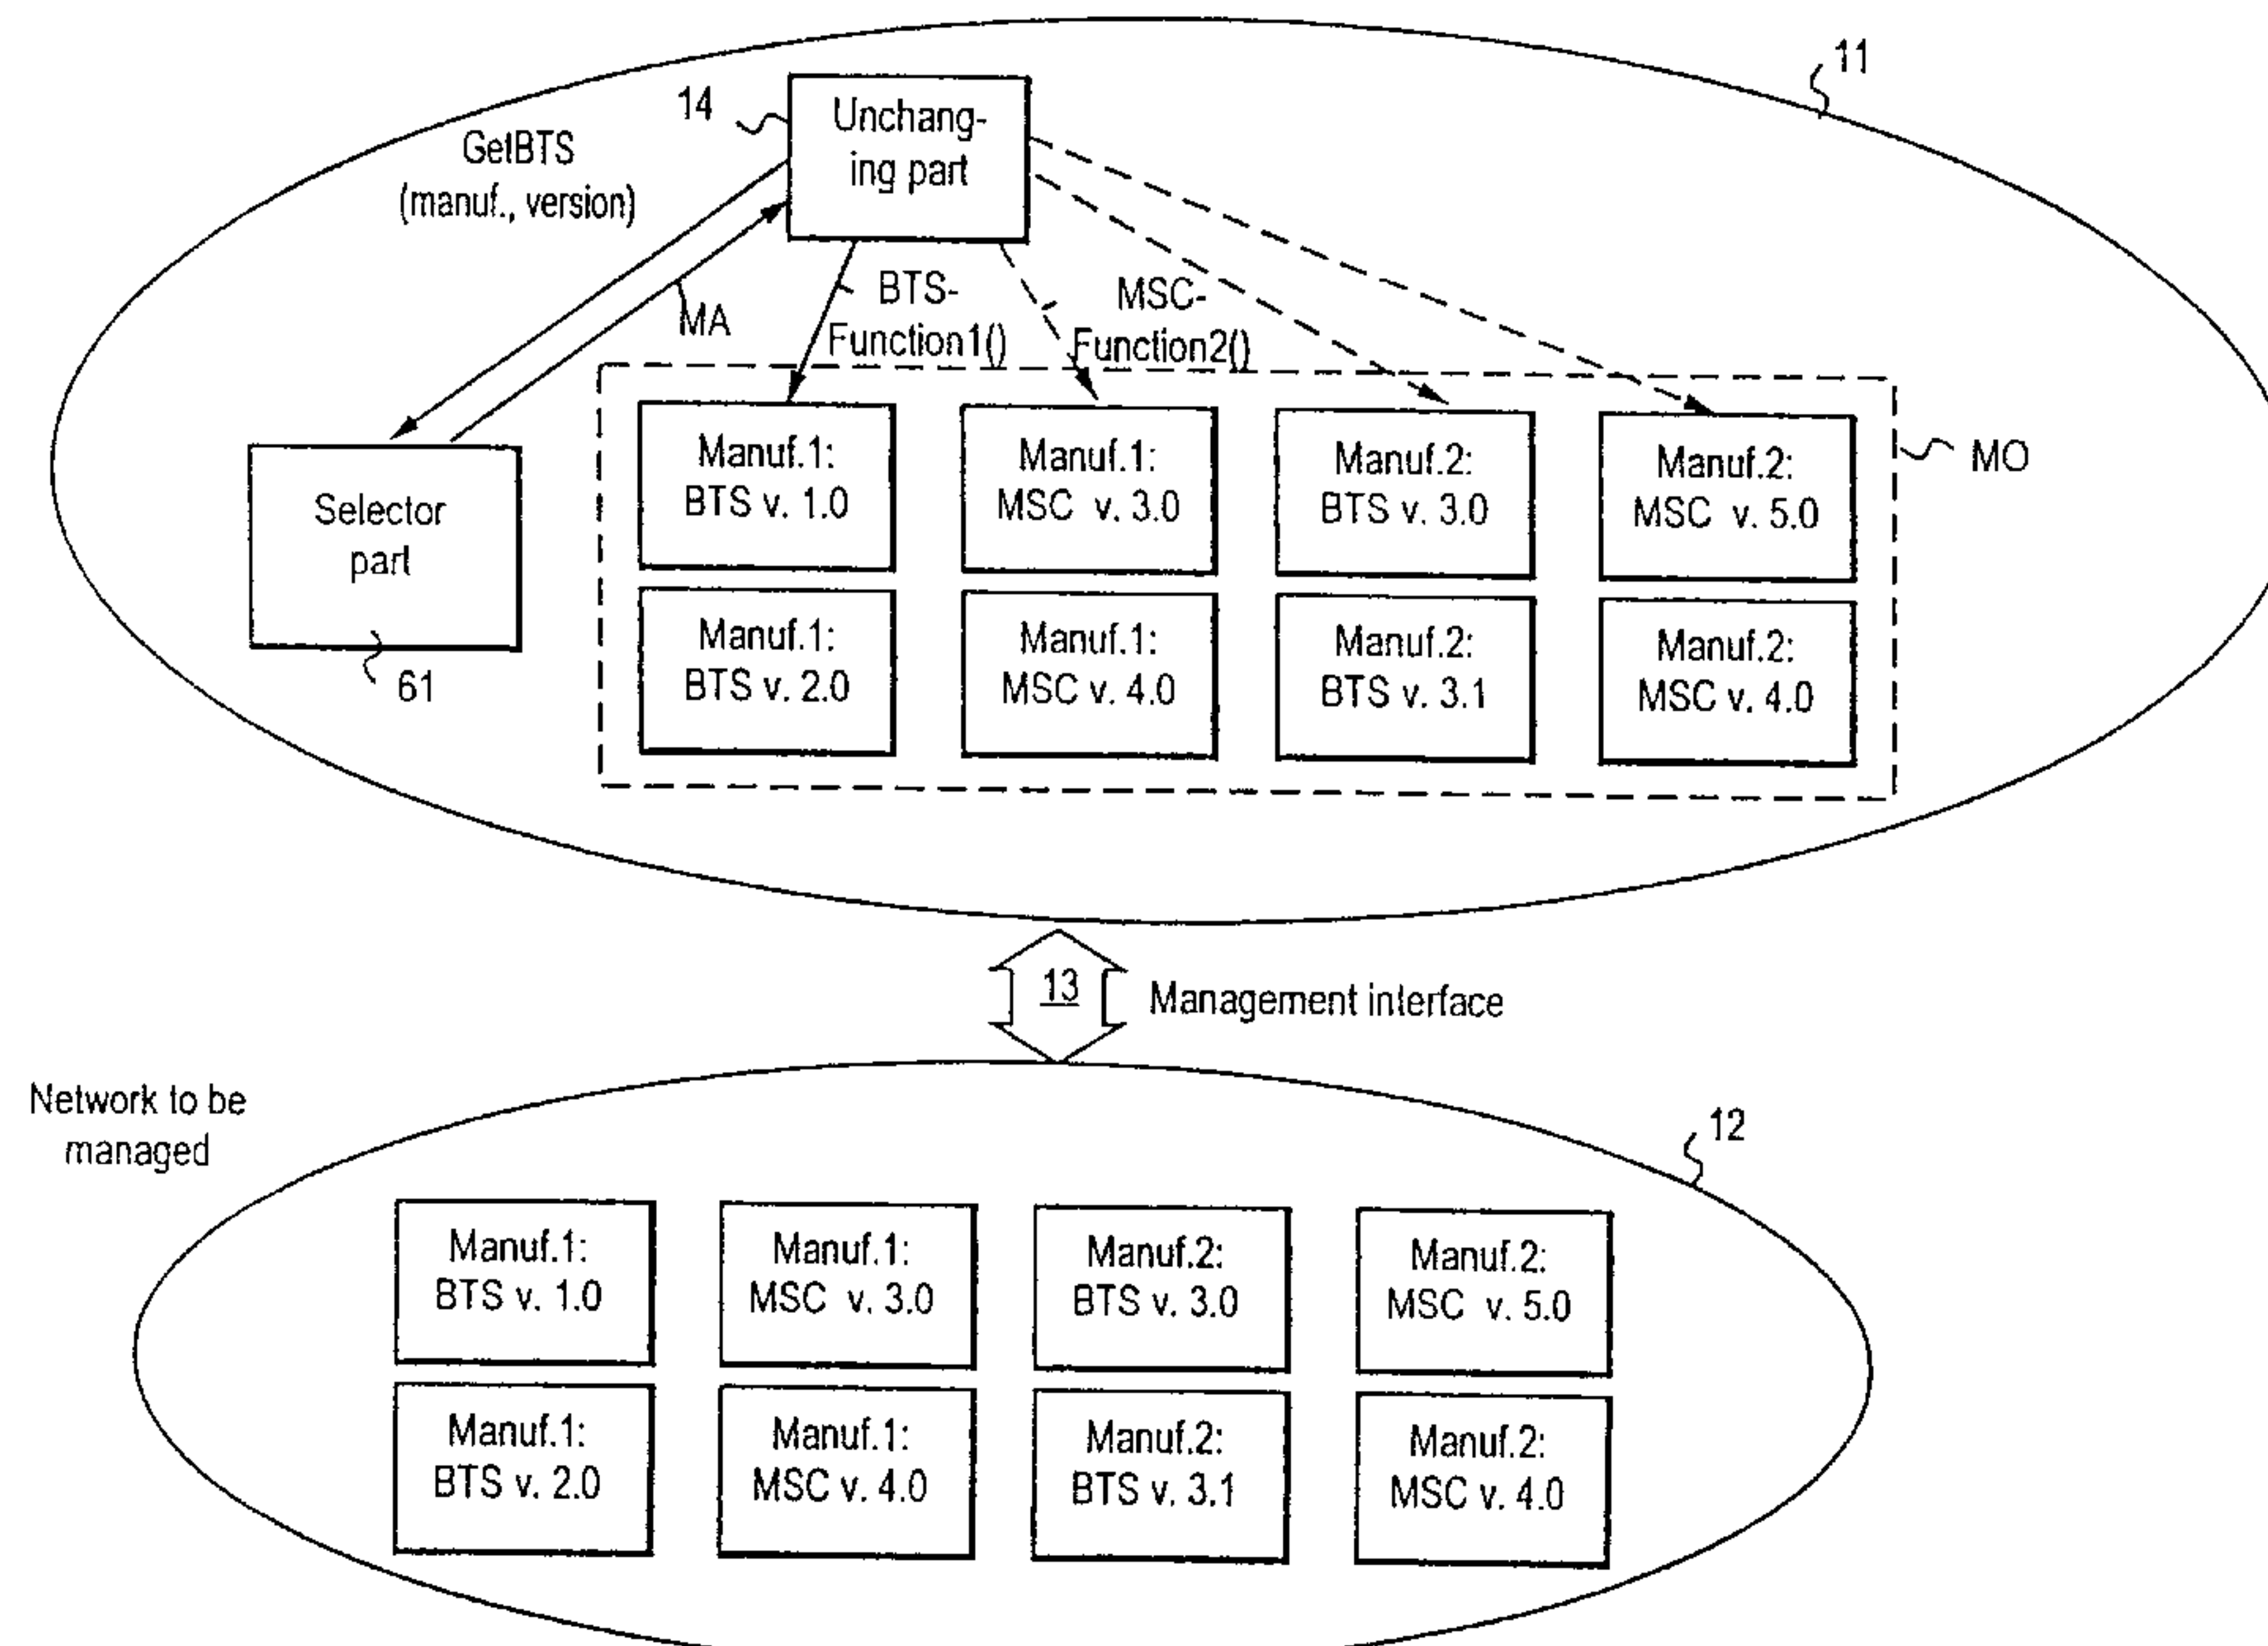 11
14
Unchang-
ing part
GetBTS
(manuf., version)
MA
BTS-
Function1()
MSC-
Function2()
MO
Selector
part
61
Manuf.1:
BTS v. 1.0
Manuf.1:
MSC v. 3.0
Manuf.2:
BTS v. 3.0
Manuf.2:
MSC v. 5.0
Manuf.1:
BTS v. 2.0
Manuf.1:
MSC v. 4.0
Manuf.2:
BTS v. 3.1
Manuf.2:
MSC v. 4.0
13
Management interface
Network to be
managed
12
Manuf.1:
BTS v. 1.0
Manuf.1:
MSC v. 3.0
Manuf.2:
BTS v. 3.0
Manuf.2:
MSC v. 5.0
Manuf.1:
BTS v. 2.0
Manuf.1:
MSC v. 4.0
Manuf.2:
BTS v. 3.1
Manuf.2:
MSC v. 4.0